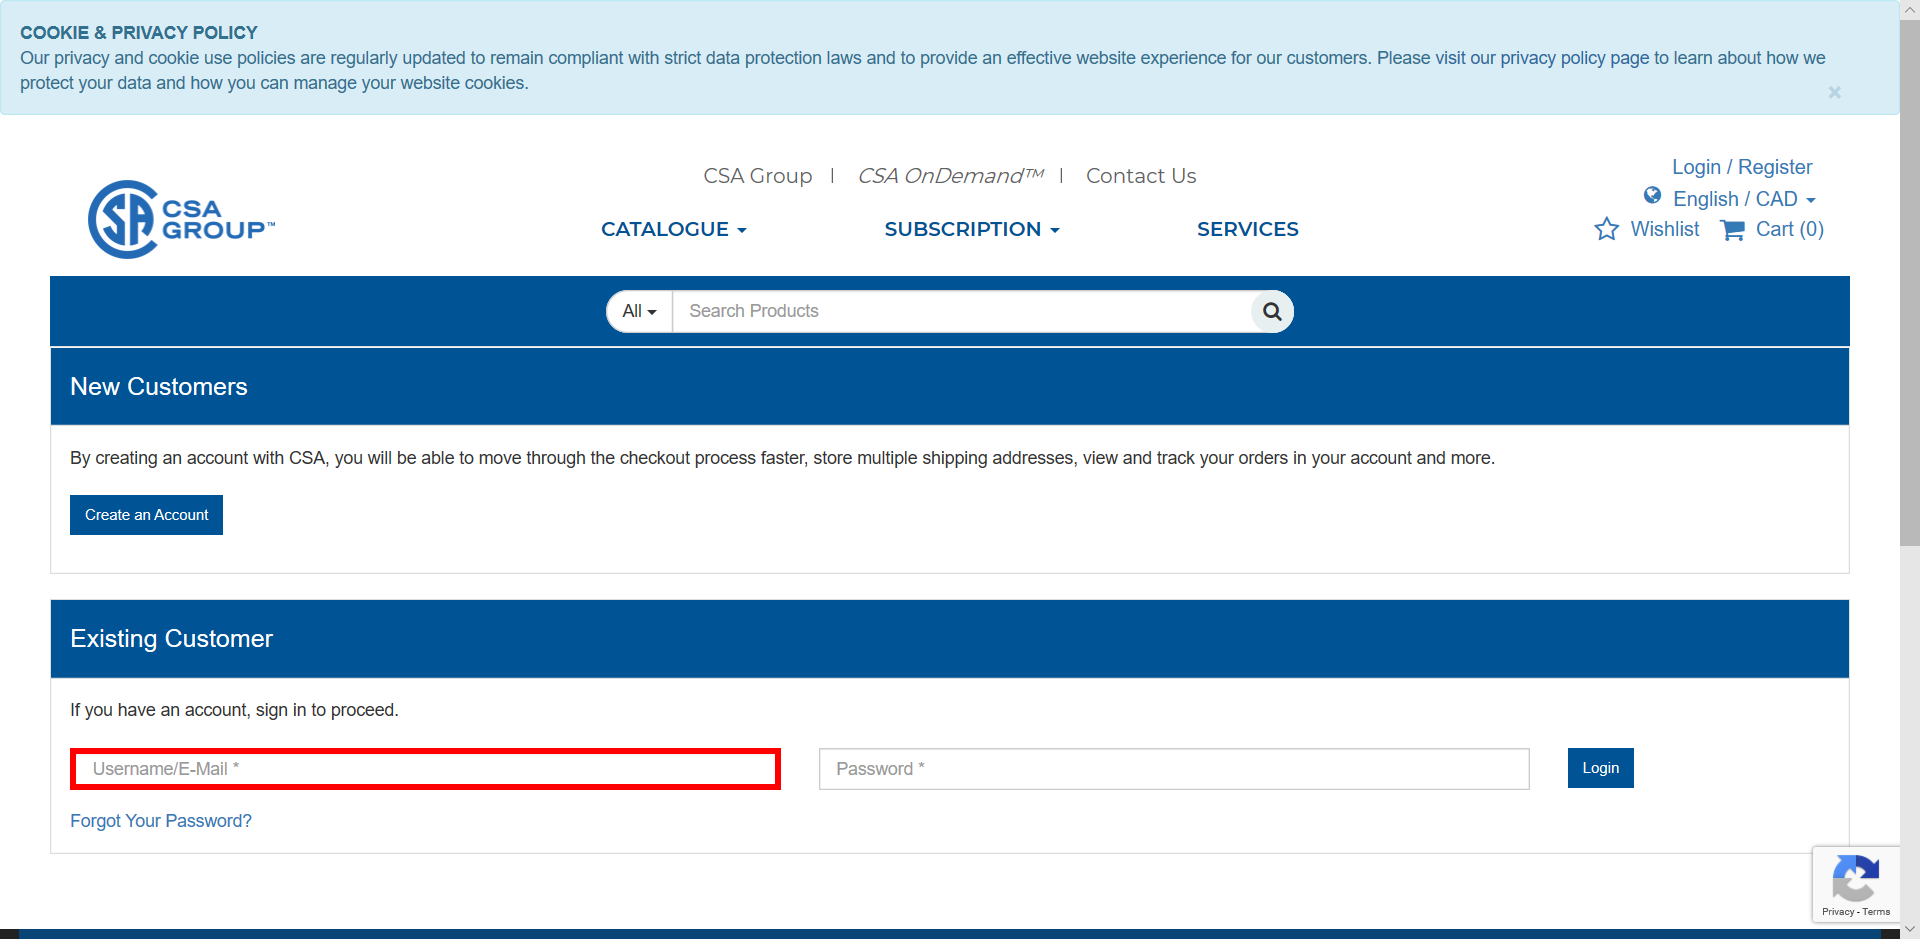 COOKIE & PRIVACY POLICY
Our privacy and cookie use policies are regularly updated to remain compliant with strict data protection laws and to provide an effective website experience for our customers. Please visit our privacy policy page to learn about how we
protect your data and how you can manage your website cookies.
×
CSA Group | CSA OnDemand™ | Contact Us
Login / Register
English / CAD
CSA
GROUP™
CATALOGUE SUBSCRIPTION SERVICES
Wishlist Cart (0)
All Search Products
New Customers
By creating an account with CSA, you will be able to move through the checkout process faster, store multiple shipping addresses, view and track your orders in your account and more.
Create an Account
Existing Customer
If you have an account, sign in to proceed.
Username/E-Mail * Password * Login
Forgot Your Password?
Privacy - Terms